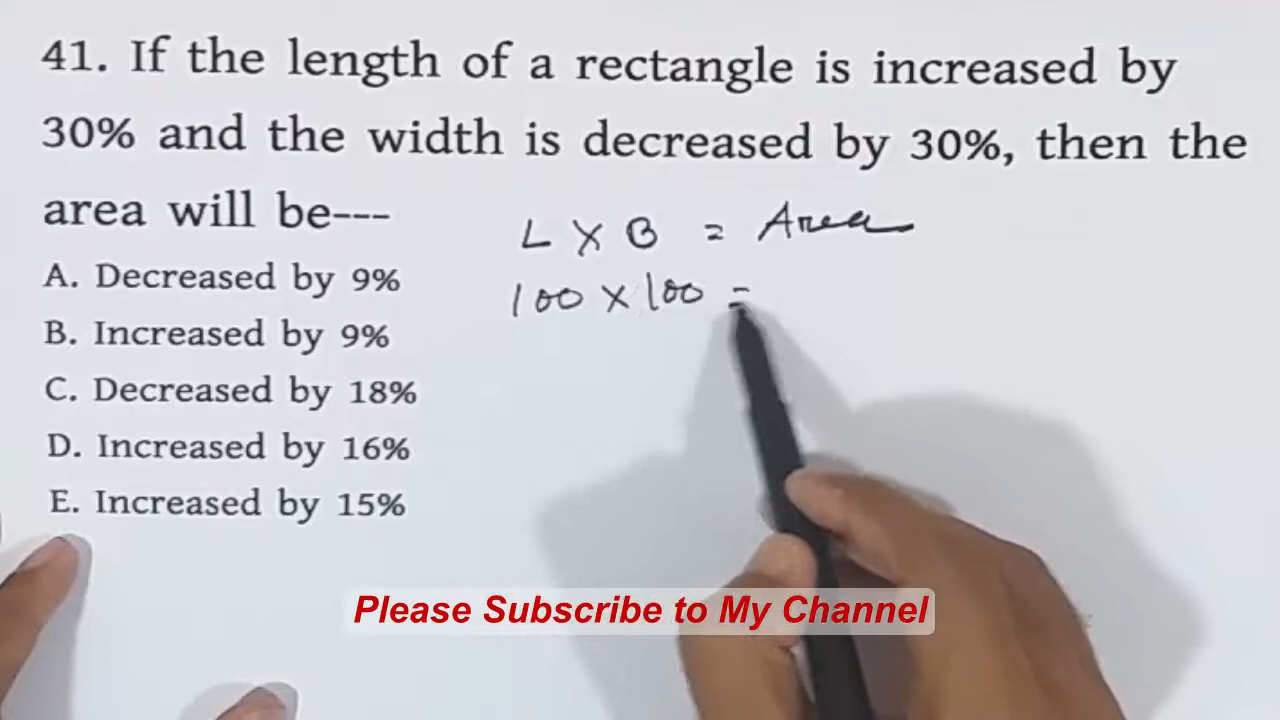 41. If the length of a rectangle is increased by
30% and the width is decreased by 30%, then the
area will be---
L X B = Area
A. Decreased by 9%
100 X 100 =
B. Increased by 9%
C. Decreased by 18%
D. Increased by 16%
E. Increased by 15%
Please Subscribe to My Channel